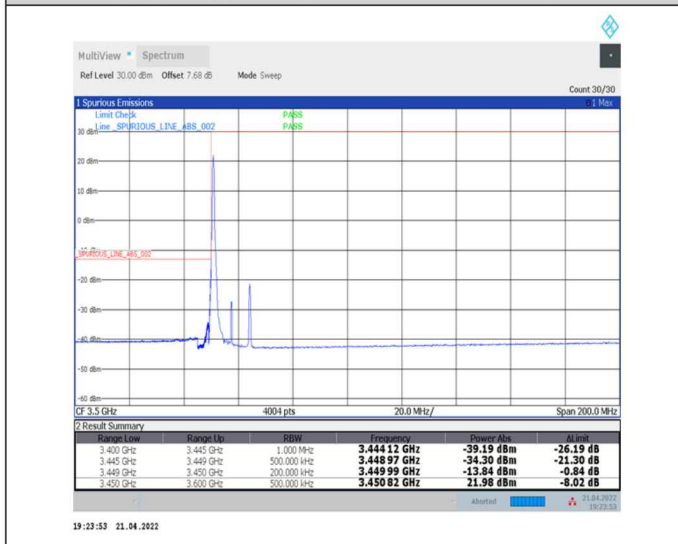 MultiView Spectrum
Ref Level 30.00 dBm Offset 7.68 dB Mode Sweep
Count 30/30
1 Spurious Emissions 1 Max
Limit Check PASS
Line _SPURIOUS_LINE_ABS_002 PASS
30 dBm
20 dBm
10 dBm
0 dBm
_SPURIOUS_LINE_ABS_002
-20 dBm
-30 dBm
-40 dBm
-50 dBm
-60 dBm
CF 3.5 GHz 4004 pts 20.0 MHz/ Span 200.0 MHz
2 Result Summary
Range Low Range Up RBW Frequency Power Abs ΔLimit
3.400 GHz 3.445 GHz 1.000 MHz 3.444 12 GHz -39.19 dBm -26.19 dB
3.445 GHz 3.449 GHz 500.000 kHz 3.448 97 GHz -34.30 dBm -21.30 dB
3.449 GHz 3.450 GHz 200.000 kHz 3.449 99 GHz -13.84 dBm -0.84 dB
3.450 GHz 3.600 GHz 500.000 kHz 3.450 82 GHz 21.98 dBm -8.02 dB
Aborted 21.04.2022
19:23:53
19:23:53 21.04.2022